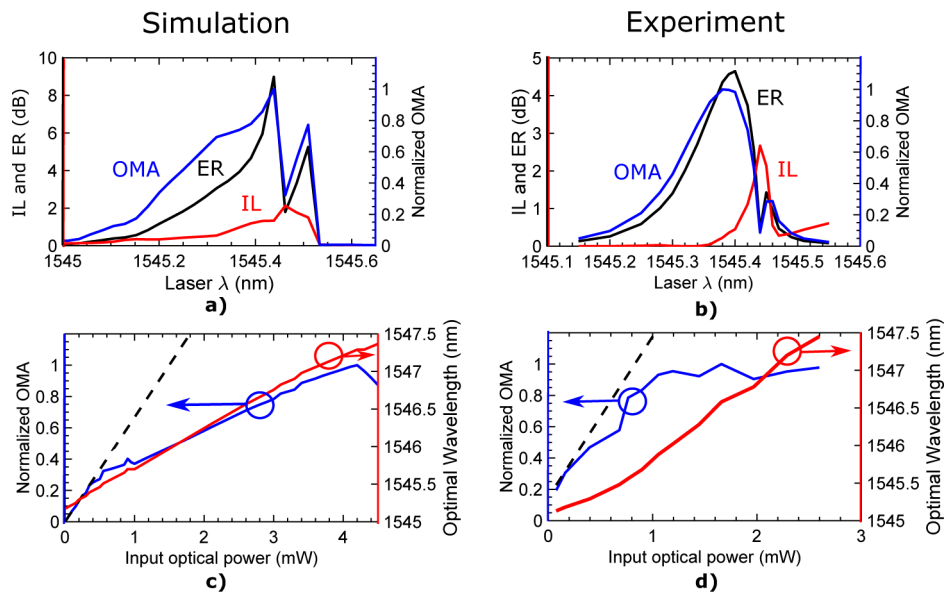 Simulation
Experiment
IL and ER (dB)
10
8
6
4
2
0
OMA
ER
IL
1
0.8
0.6
0.4
0.2
0
Normalized OMA
1545
1545.2
1545.4
1545.6
Laser λ (nm)
a)
IL and ER (dB)
5
4
3
2
1
0
OMA
ER
IL
1
0.8
0.6
0.4
0.2
0
Normalized OMA
1545.1
1545.2
1545.3
1545.4
1545.5
1545.6
Laser λ (nm)
b)
Normalized OMA
1
0.8
0.6
0.4
0.2
0
1547.5
1547
1546.5
1546
1545.5
1545
Optimal Wavelength (nm)
0
2
4
Input optical power (mW)
c)
Normalized OMA
1
0.8
0.6
0.4
0.2
0
1547.5
1547
1546.5
1546
1545.5
1545
Optimal Wavelength (nm)
0
1
2
3
Input optical power (mW)
d)